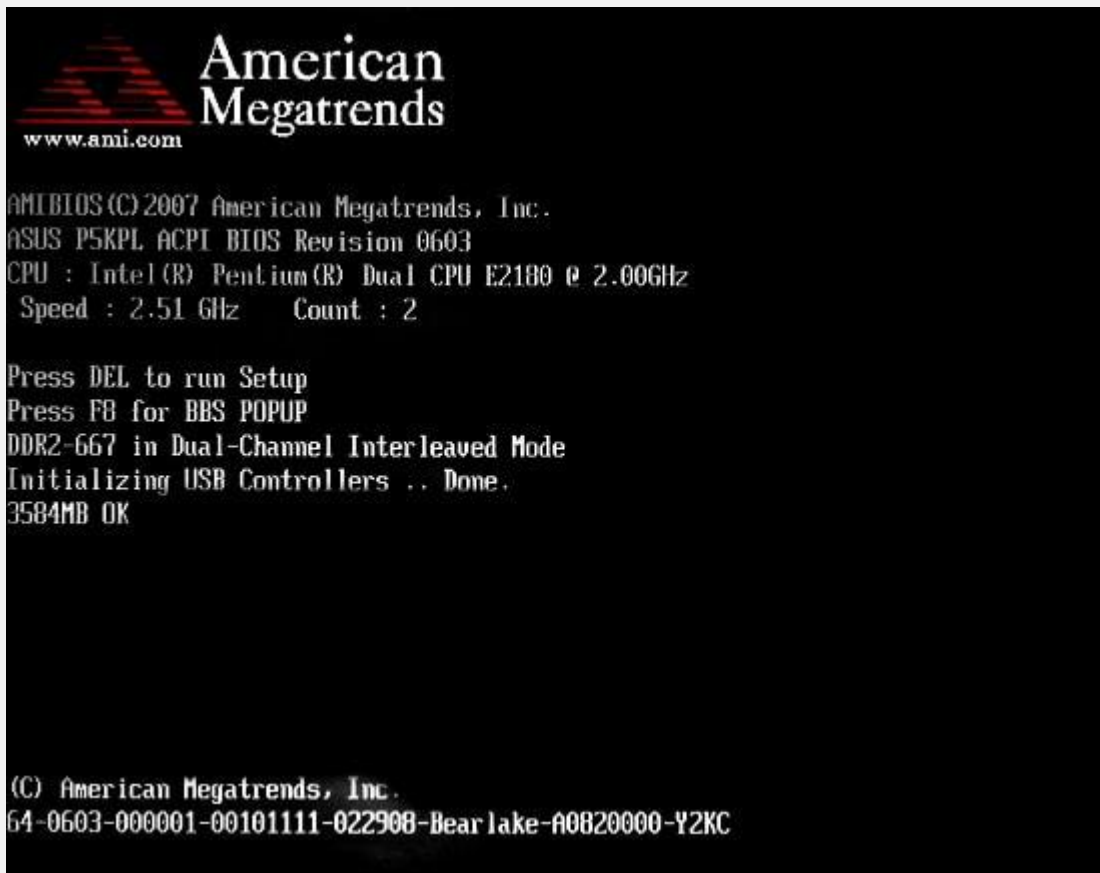 American
Megatrends
www.ami.com
AMIBIOS(C)2007 American Megatrends, Inc.
ASUS P5KPL ACPI BIOS Revision 0603
CPU : Intel(R) Pentium(R) Dual CPU E2180 @ 2.00GHz
Speed : 2.51 GHz Count : 2
Press DEL to run Setup
Press F8 for BBS POPUP
DDR2-667 in Dual-Channel Interleaved Mode
Initializing USB Controllers .. Done.
3584MB OK
(C) American Megatrends, Inc.
64-0603-000001-00101111-022908-Bearlake-A0820000-Y2KC